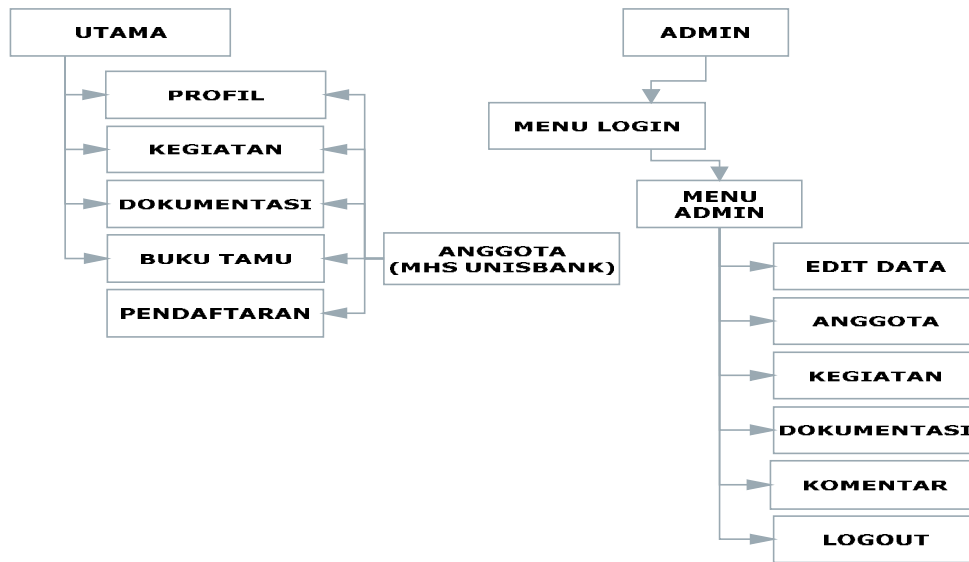 UTAMA
PROFIL
KEGIATAN
DOKUMENTASI
BUKU TAMU
PENDAFTARAN
ANGGOTA
(MHS UNISBANK)
ADMIN
MENU LOGIN
MENU
ADMIN
EDIT DATA
ANGGOTA
KEGIATAN
DOKUMENTASI
KOMENTAR
LOGOUT